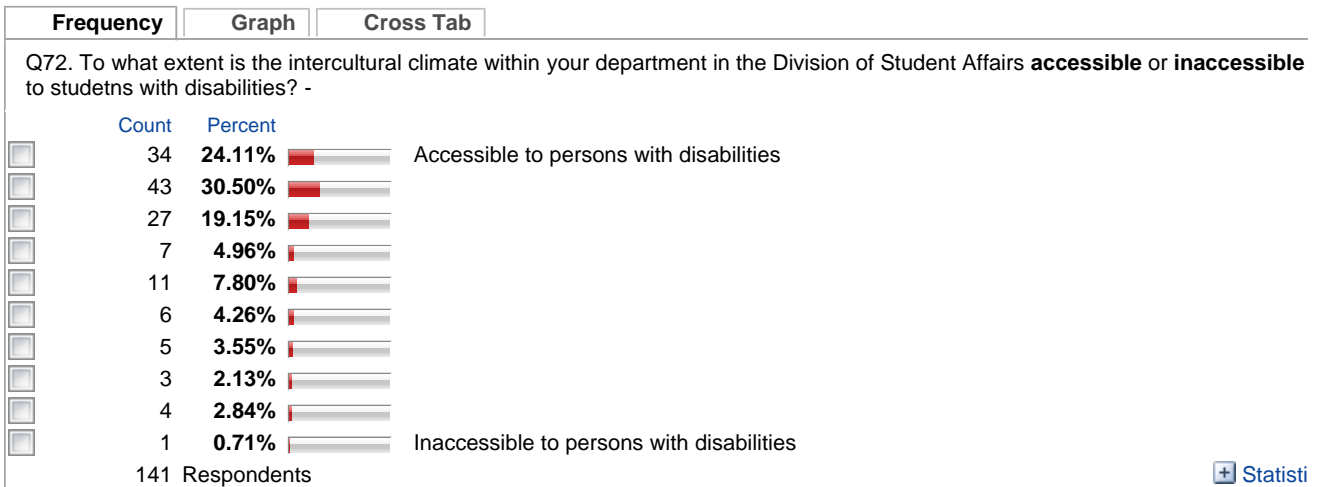 Frequency Graph Cross Tab
Q72. To what extent is the intercultural climate within your department in the Division of Student Affairs accessible or inaccessible
to studetns with disabilities? -
Count Percent
34 24.11% Accessible to persons with disabilities
43 30.50%
27 19.15%
7 4.96%
11 7.80%
6 4.26%
5 3.55%
3 2.13%
4 2.84%
1 0.71% Inaccessible to persons with disabilities
141 Respondents Statisti